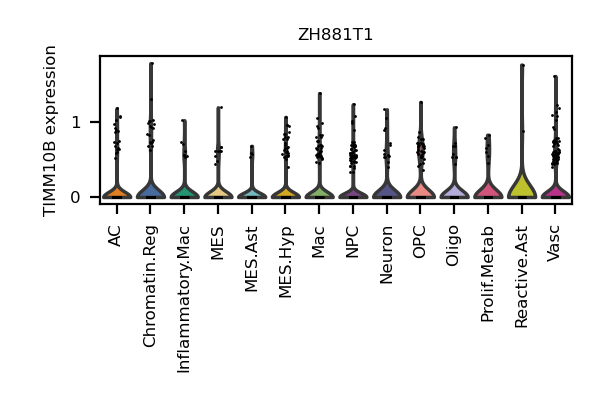 ZH881T1
TIMM10B expression
1
0
AC
Chromatin.Reg
Inflammatory.Mac
MES
MES.Ast
MES.Hyp
Mac
NPC
Neuron
OPC
Oligo
Prolif.Metab
Reactive.Ast
Vasc